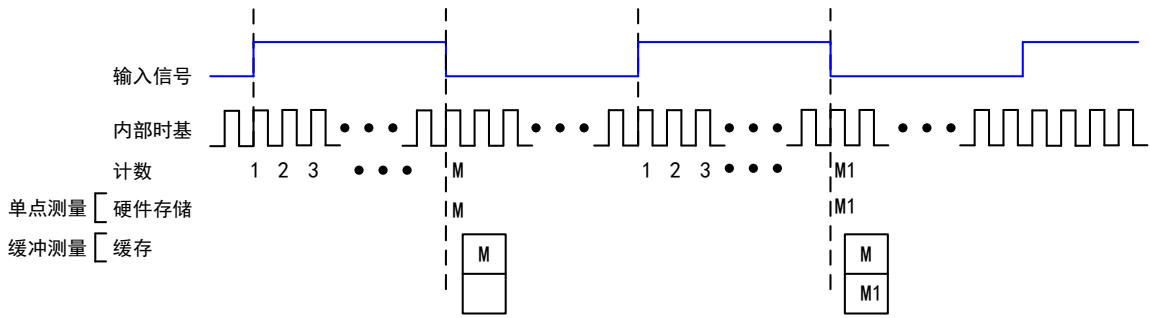 输入信号
内部时基
计数 1 2 3 M 1 2 3 M1
单点测量 硬件存储 M M1
缓冲测量 缓存 M M
M1